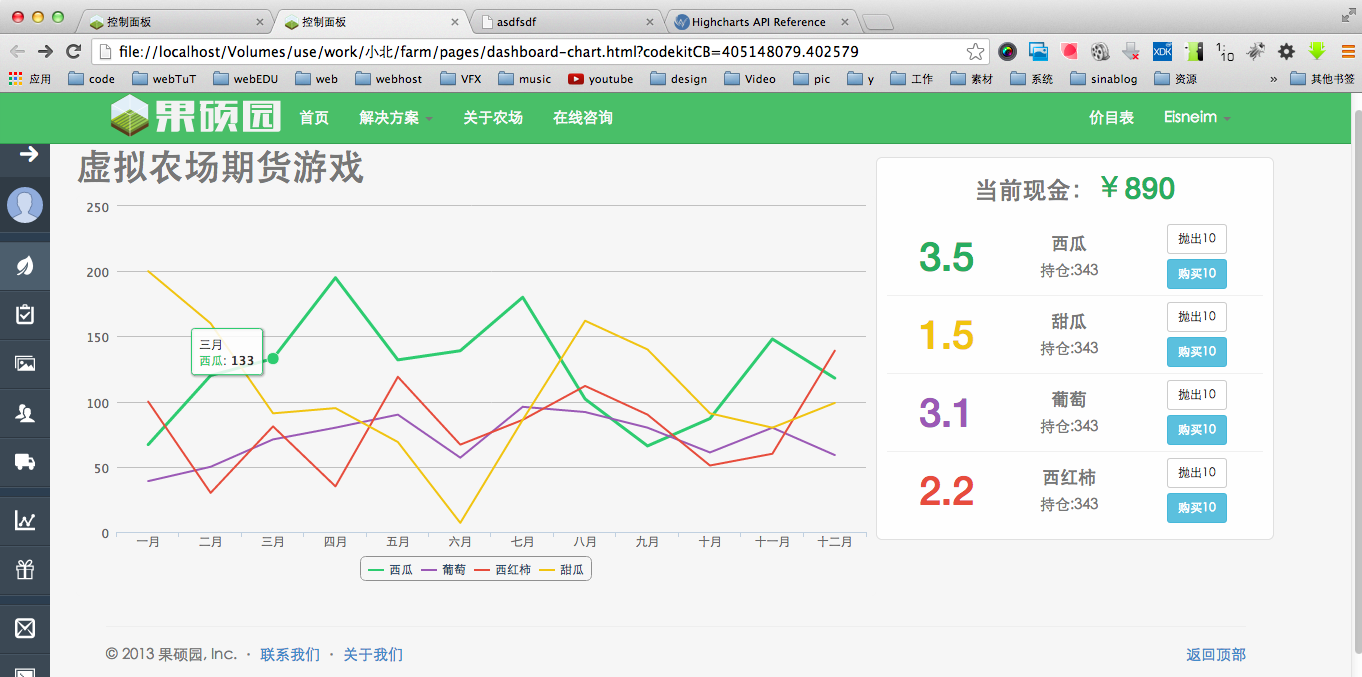 控制面板 控制面板 asdfsdf Highcharts API Reference
file://localhost/Volumes/use/work/小北/farm/pages/dashboard-chart.html?codekitCB=405148079.402579
XDK 1:10
应用 code webTuT webEDU web webhost VFX music youtube design Video pic y 工作 素材 系统 sinablog 资源 » 其他书签
果硕园 首页 解决方案 关于农场 在线咨询 价目表 Elsneim
虚拟农场期货游戏
250
200
150
100
50
0
三月
西瓜: 133
一月 二月 三月 四月 五月 六月 七月 八月 九月 十月 十一月 十二月
西瓜 葡萄 西红柿 甜瓜
当前现金: ¥890
3.5 西瓜 抛出10
持仓:343 购买10
1.5 甜瓜 抛出10
持仓:343 购买10
3.1 葡萄 抛出10
持仓:343 购买10
2.2 西红柿 抛出10
持仓:343 购买10
© 2013 果硕园, Inc. · 联系我们 · 关于我们 返回顶部